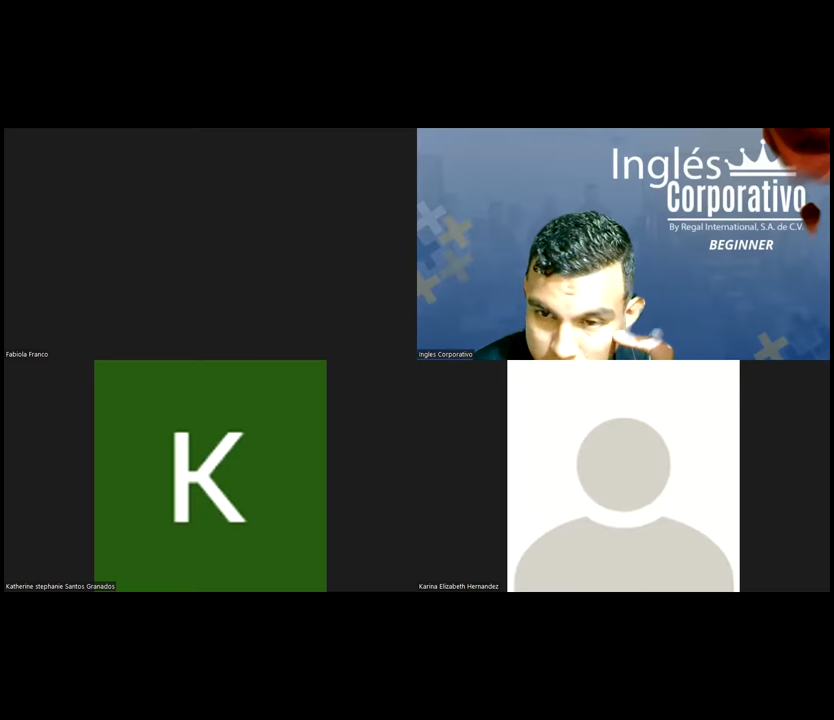 Inglés
Corporativo
By Regal International, S.A. de C.V.
BEGINNER
Fabiola Franco
Ingles Corporativo
K
Katherine stephanie Santos Granados
Karina Elizabeth Hernandez